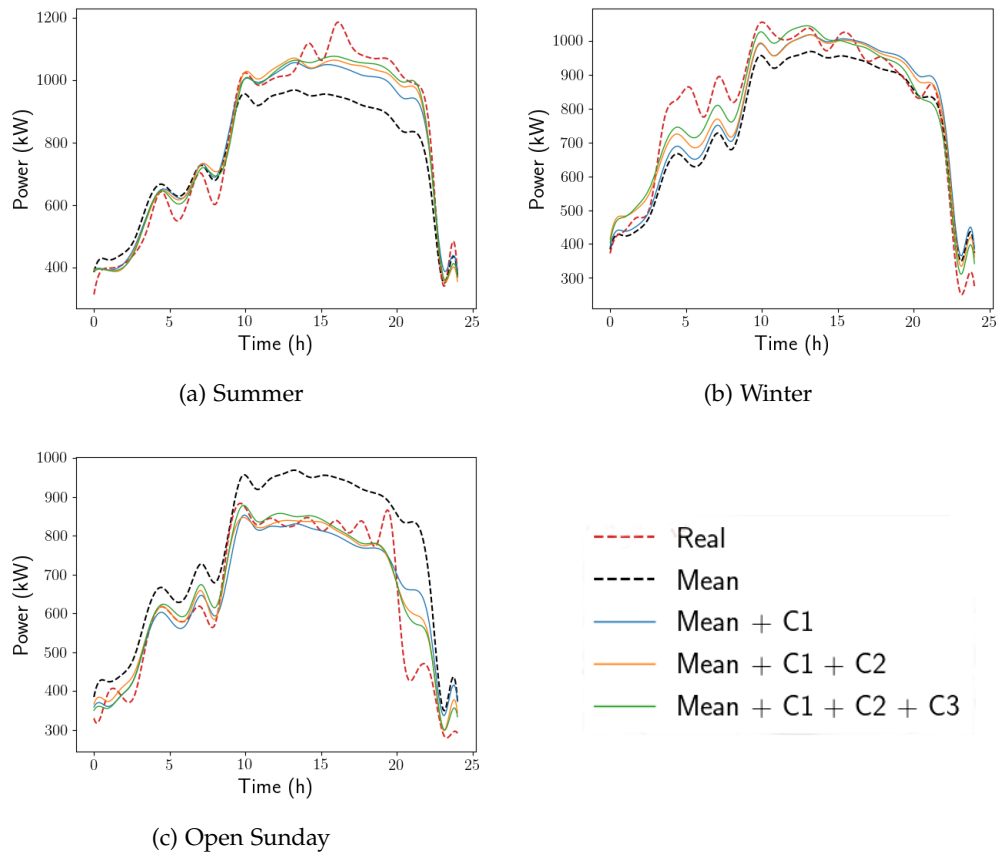 1200
1000
800
600
400
Power (kW)
0 5 10 15 20 25
Time (h)
(a) Summer
1000
900
800
700
600
500
400
300
Power (kW)
0 5 10 15 20 25
Time (h)
(b) Winter
1000
900
800
700
600
500
400
300
Power (kW)
0 5 10 15 20 25
Time (h)
(c) Open Sunday
Real
Mean
Mean + C1
Mean + C1 + C2
Mean + C1 + C2 + C3